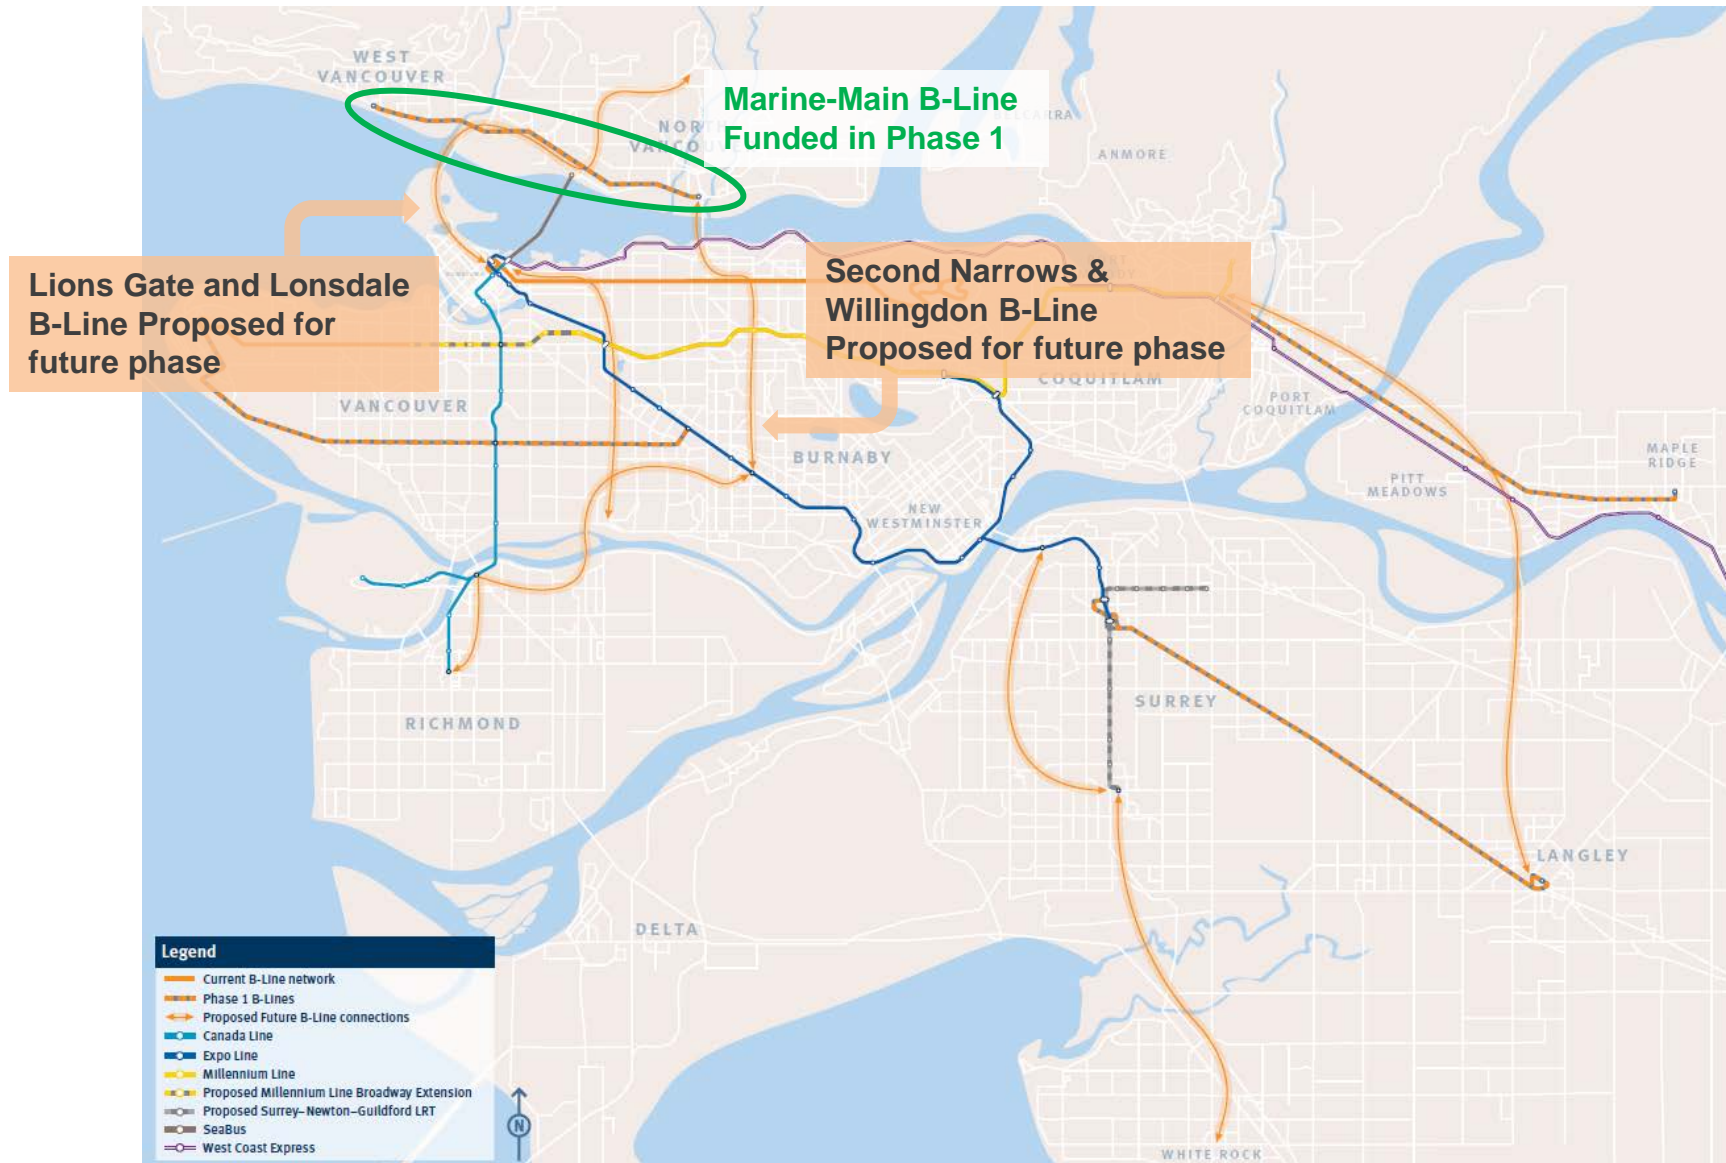 WEST
VANCOUVER
Marine-Main B-Line
Funded in Phase 1
NORTH
VANCOU
ANMORE
Lions Gate and Lonsdale
B-Line Proposed for
future phase
Second Narrows &
Willingdon B-Line
Proposed for future phase
VANCOUVER
COQUITLAM
PORT
COQUITLAM
BURNABY
MAPLE
RIDGE
PITT
MEADOWS
NEW
WESTMINSTER
RICHMOND
SURREY
LANGLEY
DELTA
WHITE ROCK
Legend
Current B-Line network
Phase 1 B-Lines
Proposed Future B-Line connections
Canada Line
Expo Line
Millennium Line
Proposed Millennium Line Broadway Extension
Proposed Surrey–Newton–Guildford LRT
SeaBus
West Coast Express
N